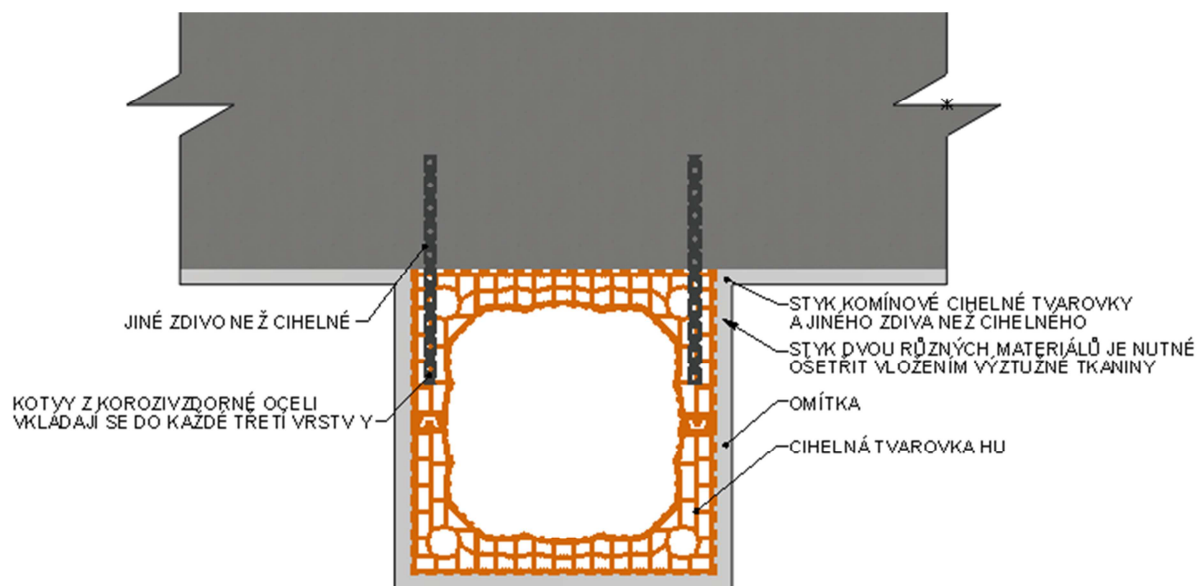 JINÉ ZDIVO NEŽ CIHELNÉ
KOTVY Z KOROZIVZDORNÉ OCELI
VKLÁDAJÍ SE DO KAŽDÉ TŘETÍ VRSTVY
STYK KOMÍNOVÉ CIHELNÉ TVAROVKY
A JINÉHO ZDIVA NEŽ CIHELNÉHO
STYK DVOU RŮZNÝCH MATERIÁLŮ JE NUTNÉ
OŠETŘIT VLOŽENÍM VÝZTUŽNÉ TKANINY
OMÍTKA
CIHELNÁ TVAROVKA HU